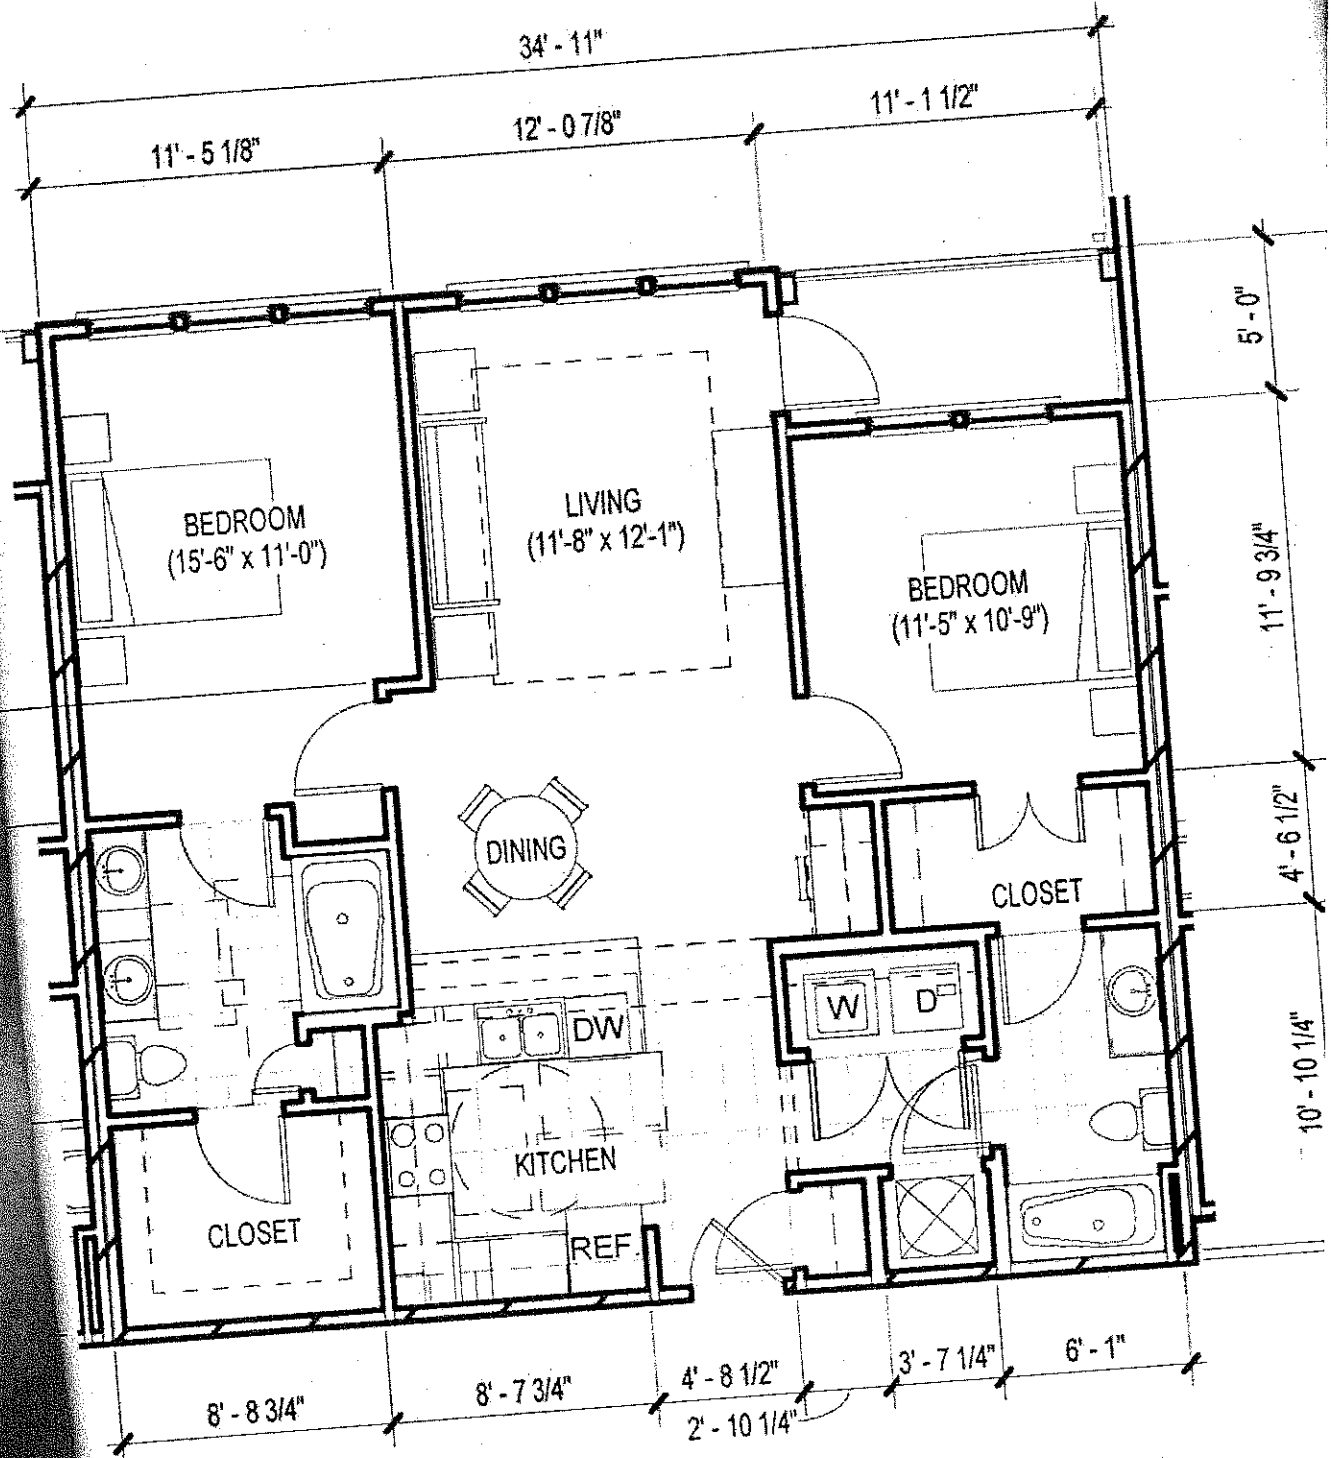 34' - 11"
11' - 5 1/8"
12' - 0 7/8"
11' - 1 1/2"
5' - 0"
BEDROOM
(15'-6" x 11'-0")
LIVING
(11'-8" x 12'-1")
BEDROOM
(11'-5" x 10'-9")
11' - 9 3/4"
DINING
CLOSET
4' - 6 1/2"
W
D
DW
10' - 10 1/4"
KITCHEN
CLOSET
REF.
8' - 8 3/4"
8' - 7 3/4"
4' - 8 1/2"
2' - 10 1/4"
3' - 7 1/4"
6' - 1"